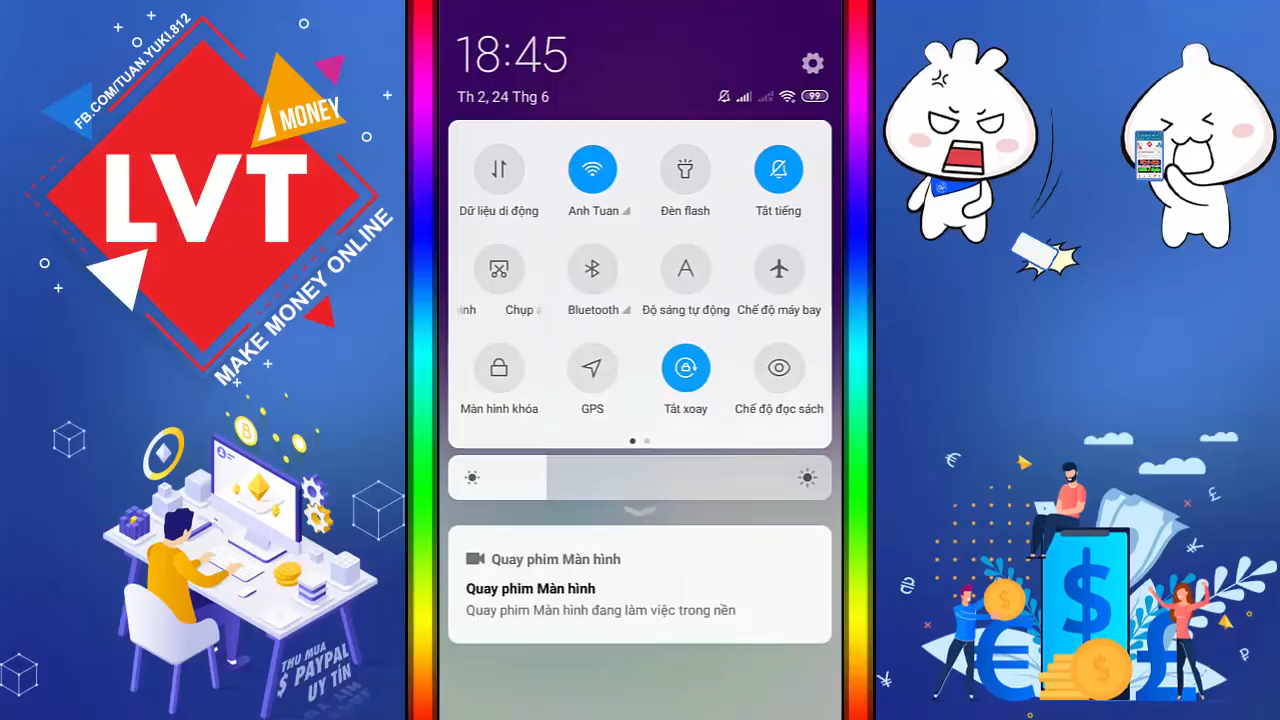 FB.COM/TUAN.YUKI.812
MONEY
LVT
MAKE MONEY ONLINE
THU MUA
$ PAYPAL
UY TÍN
18:45
Th 2, 24 Thg 6
99
Dữ liệu di động
Anh Tuan
Đèn flash
Tắt tiếng
ình
Chụp
Bluetooth
Độ sáng tự động
Chế độ máy bay
Màn hình khóa
GPS
Tắt xoay
Chế độ đọc sách
Quay phim Màn hình
Quay phim Màn hình
Quay phim Màn hình đang làm việc trong nền